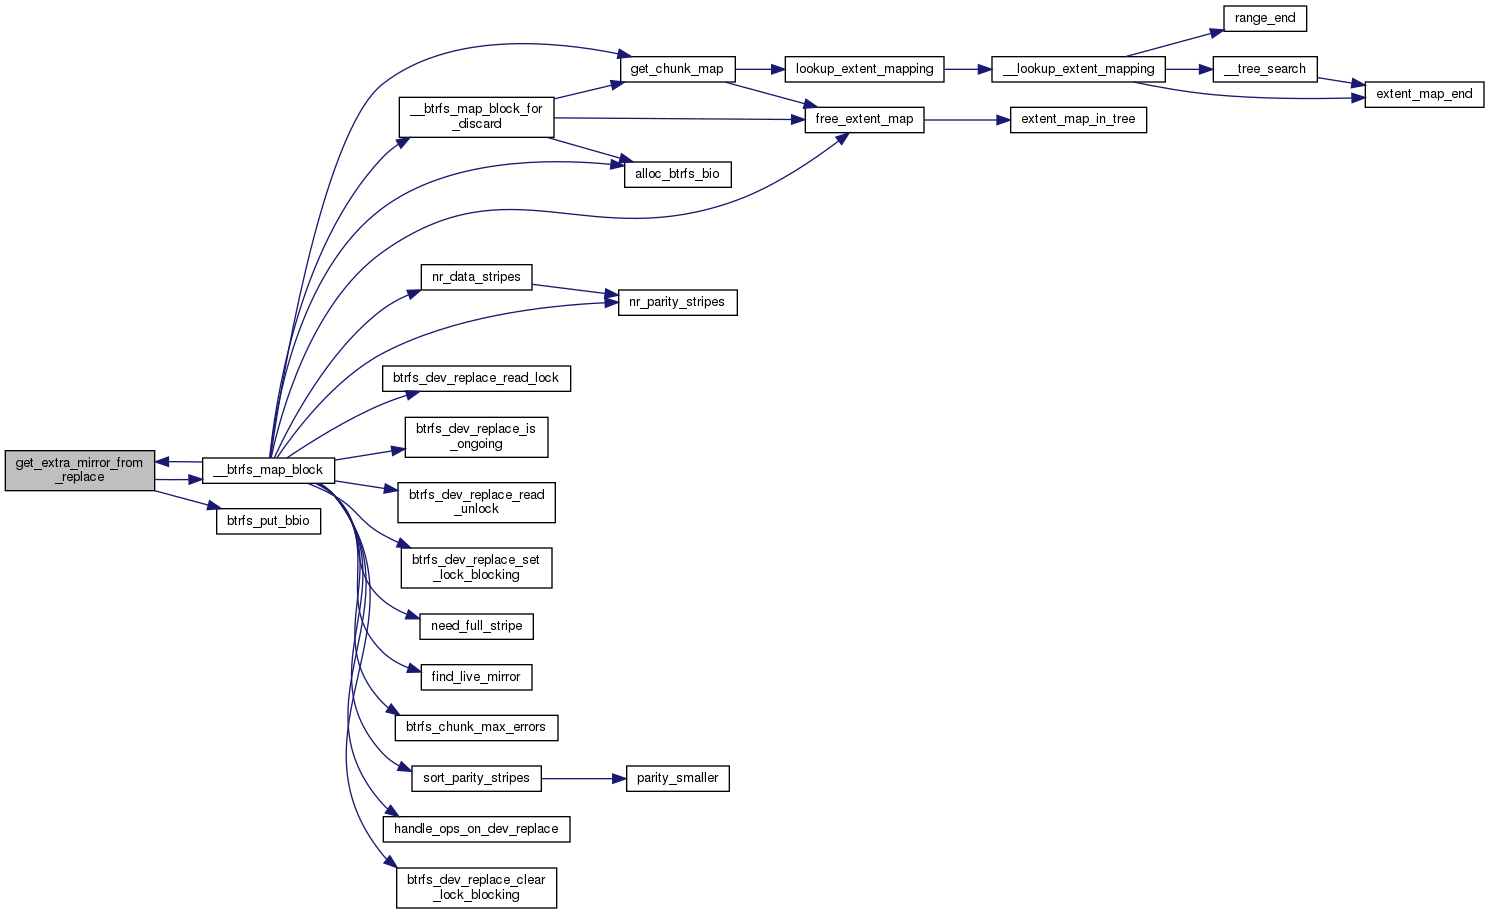 range_end
get_chunk_map
lookup_extent_mapping
__lookup_extent_mapping
__tree_search
extent_map_end
__btrfs_map_block_for
_discard
free_extent_map
extent_map_in_tree
alloc_btrfs_bio
nr_data_stripes
nr_parity_stripes
btrfs_dev_replace_read_lock
btrfs_dev_replace_is
_ongoing
get_extra_mirror_from
_replace
__btrfs_map_block
btrfs_put_bbio
btrfs_dev_replace_read
_unlock
btrfs_dev_replace_set
_lock_blocking
need_full_stripe
find_live_mirror
btrfs_chunk_max_errors
sort_parity_stripes
parity_smaller
handle_ops_on_dev_replace
btrfs_dev_replace_clear
_lock_blocking